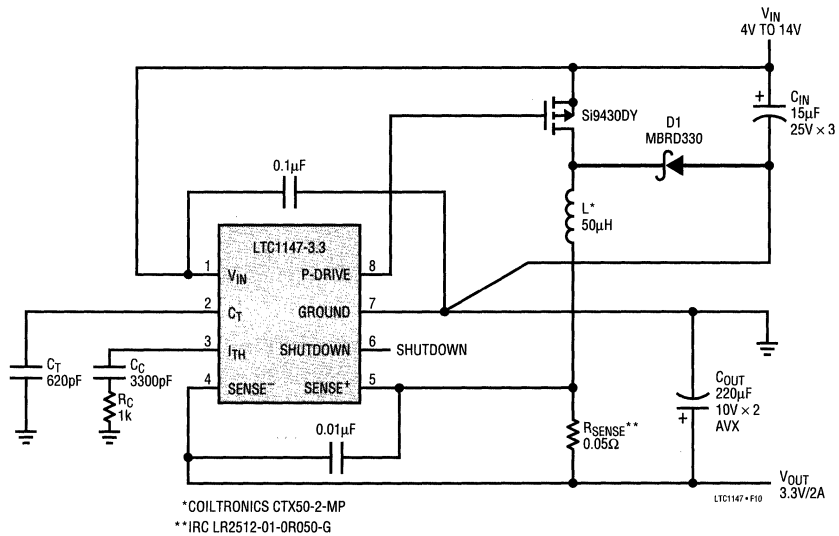 VIN
4V TO 14V
+
CIN
15µF
25V × 3
Si9430DY
D1
MBRD330
0.1µF
L*
50µH
LTC1147-3.3
1
VIN
P-DRIVE
8
2
CT
GROUND
7
3
ITH
SHUTDOWN
6
SHUTDOWN
4
SENSE−
SENSE+
5
CT
620pF
CC
3300pF
RC
1k
0.01µF
RSENSE**
0.05Ω
COUT
220µF
10V × 2
AVX
+
VOUT
3.3V/2A
LTC1147 • F10
*COILTRONICS CTX50-2-MP
**IRC LR2512-01-0R050-G